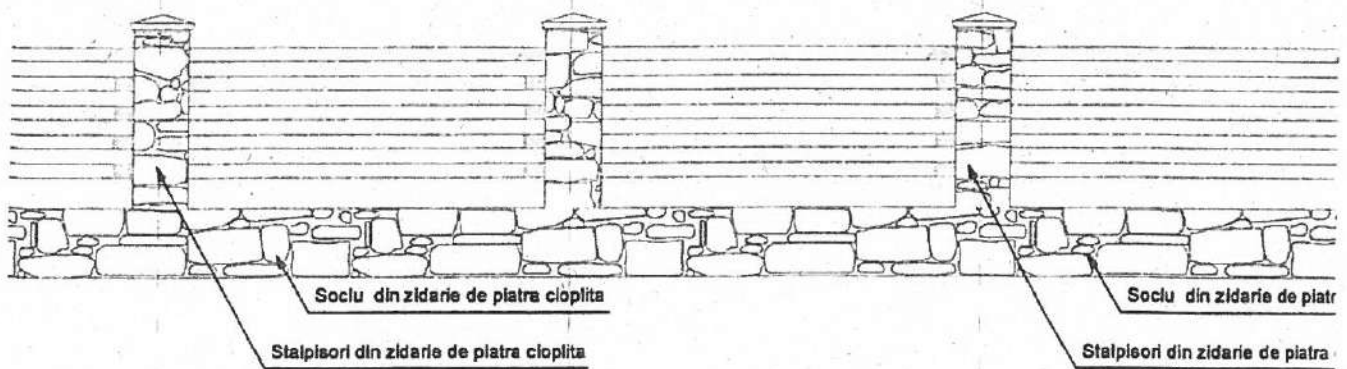 Soclu din zidarie de piatra cioplita
Soclu din zidarie de piatr
Stalpisori din zidarie de piatra cioplita
Stalpisori din zidarie de piatra